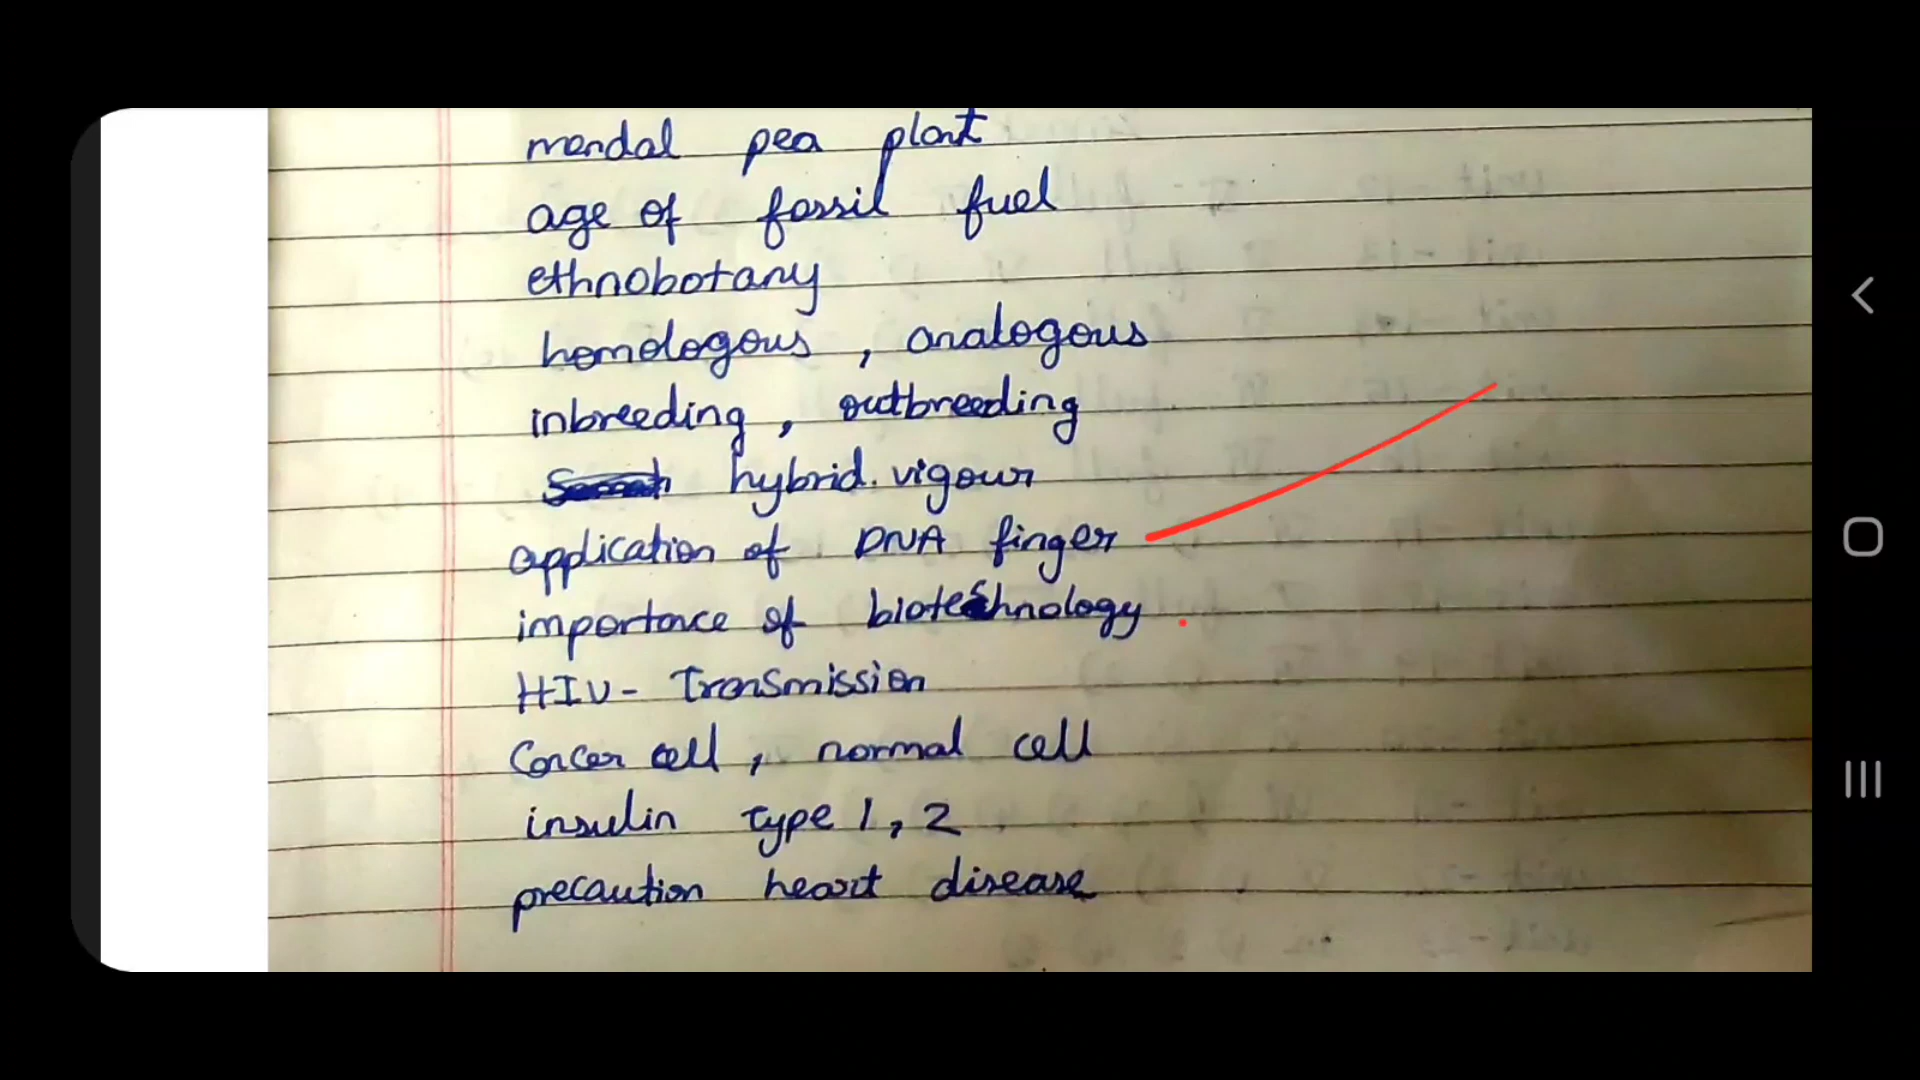 mendal pea plant
age of fossil fuel
ethnobotany
homologous , analogous
inbreeding , outbreeding
hybrid vigour
application of DNA finger
importance of biotechnology
HIV - Transmission
Cancer cell , normal cell
insulin type 1, 2
precaution heart disease